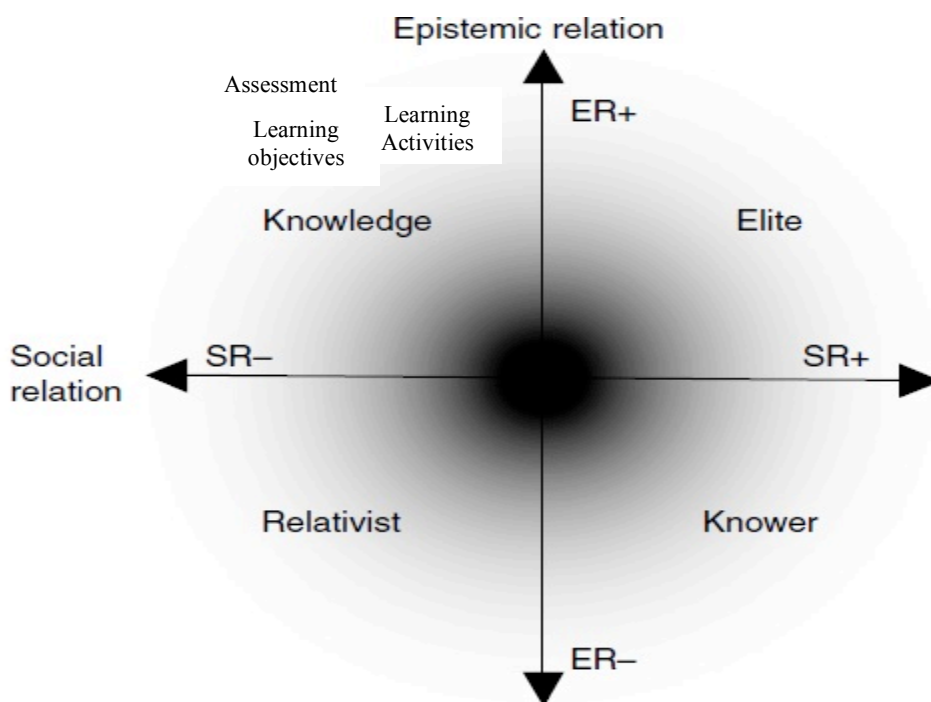 Epistemic relation
Assessment
ER+
Learning
Activities
Learning
objectives
Knowledge
Elite
Social
relation
SR–
SR+
Relativist
Knower
ER–